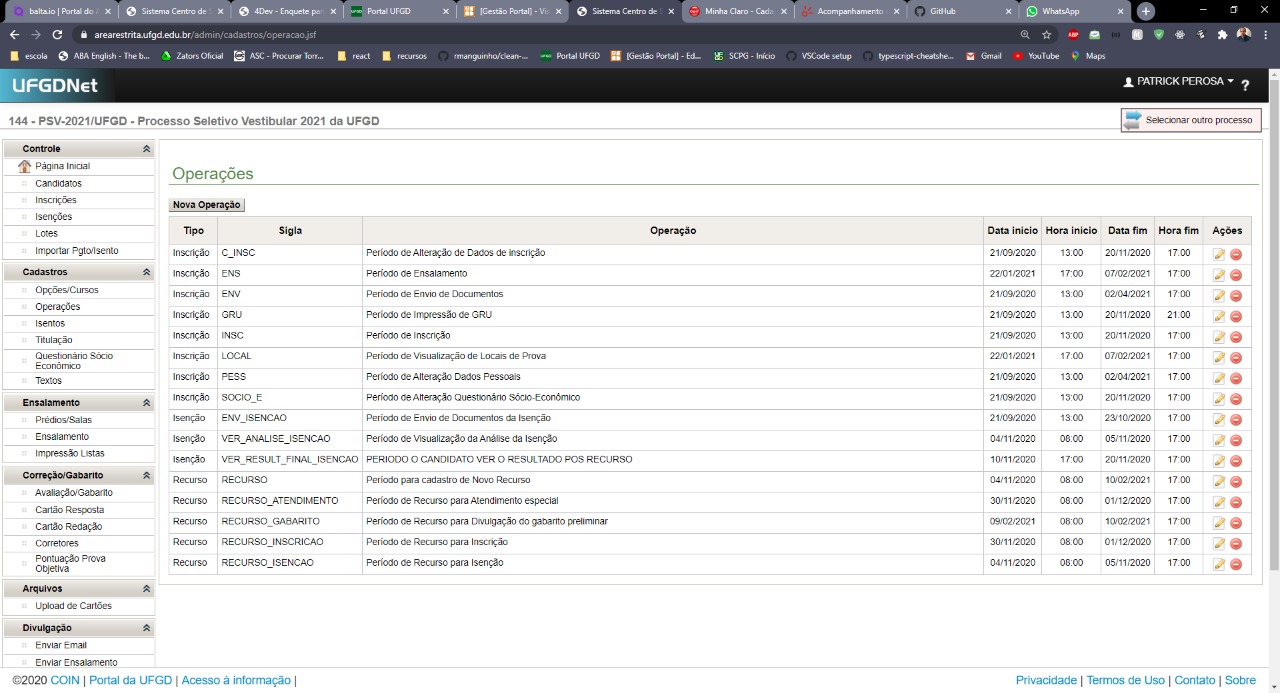 balta.io | Portal do
Sistema Centro de
4Dev - Enquete pa
Portal UFGD
[Gestão Portal] - Vis
Sistema Centro de S
Minha Claro - Cada
Acompanhamento
GitHub
WhatsApp
arearestrita.ufgd.edu.br/admin/cadastros/operacao.jsf
escola
ABA English - The b...
Zators Oficial
ASC - Procurar Torr...
react
recursos
rmanguinho/clean-...
Portal UFGD
[Gestão Portal] - Ed...
SCPG - Início
VSCode setup
typescript-cheatshe...
Gmail
YouTube
Maps
UFGDNet
PATRICK PEROSA
?
144 - PSV-2021/UFGD - Processo Seletivo Vestibular 2021 da UFGD
Selecionar outro processo
Controle
Página Inicial
Candidatos
Inscrições
Isenções
Lotes
Importar Pgto/Isento
Cadastros
Opções/Cursos
Operações
Isentos
Titulação
Questionário Sócio
Econômico
Textos
Ensalamento
Prédios/Salas
Ensalamento
Impressão Listas
Correção/Gabarito
Avaliação/Gabarito
Cartão Resposta
Cartão Redação
Corretores
Pontuação Prova
Objetiva
Arquivos
Upload de Cartões
Divulgação
Enviar Email
Enviar Ensalamento
Operações
Nova Operação
Tipo Sigla Operação Data inicio Hora inicio Data fim Hora fim Ações
Inscrição C_INSC Período de Alteração de Dados de inscrição 21/09/2020 13:00 20/11/2020 17:00
Inscrição ENS Período de Ensalamento 22/01/2021 17:00 07/02/2021 17:00
Inscrição ENV Período de Envio de Documentos 21/09/2020 13:00 02/04/2021 17:00
Inscrição GRU Período de Impressão de GRU 21/09/2020 13:00 20/11/2020 21:00
Inscrição INSC Período de Inscrição 21/09/2020 13:00 20/11/2020 17:00
Inscrição LOCAL Período de Visualização de Locais de Prova 22/01/2021 17:00 07/02/2021 17:00
Inscrição PESS Período de Alteração Dados Pessoais 21/09/2020 13:00 02/04/2021 17:00
Inscrição SOCIO_E Período de Alteração Questionário Sócio-Econômico 21/09/2020 13:00 20/11/2020 17:00
Isenção ENV_ISENCAO Período de Envio de Documentos da Isenção 21/09/2020 13:00 23/10/2020 17:00
Isenção VER_ANALISE_ISENCAO Período de Visualização da Análise da Isenção 04/11/2020 08:00 05/11/2020 17:00
Isenção VER_RESULT_FINAL_ISENCAO PERIODO O CANDIDATO VER O RESULTADO POS RECURSO 10/11/2020 17:00 20/11/2020 17:00
Recurso RECURSO Período para cadastro de Novo Recurso 04/11/2020 08:00 10/02/2021 17:00
Recurso RECURSO_ATENDIMENTO Período de Recurso para Atendimento especial 30/11/2020 08:00 01/12/2020 17:00
Recurso RECURSO_GABARITO Período de Recurso para Divulgação do gabarito preliminar 09/02/2021 08:00 10/02/2021 17:00
Recurso RECURSO_INSCRICAO Período de Recurso para Inscrição 30/11/2020 08:00 01/12/2020 17:00
Recurso RECURSO_ISENCAO Período de Recurso para Isenção 04/11/2020 08:00 05/11/2020 17:00
©2020 COIN | Portal da UFGD | Acesso à informação |
Privacidade | Termos de Uso | Contato | Sobre